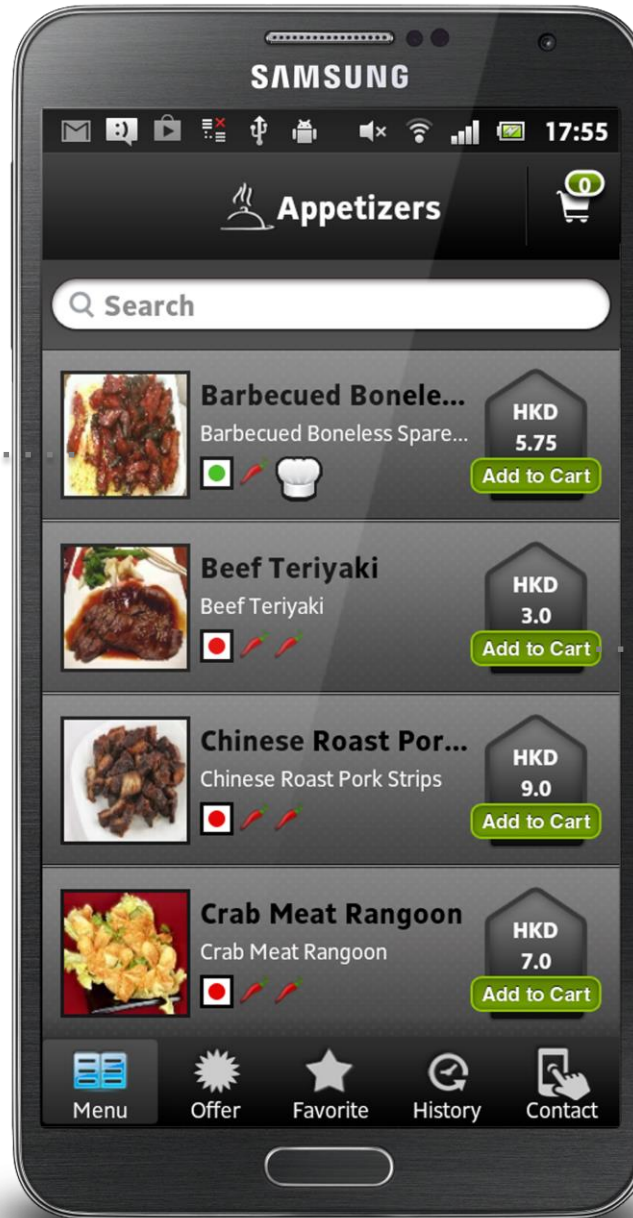 SAMSUNG
17:55
Appetizers
0
Search
Barbecued Bonele...
Barbecued Boneless Spare...
HKD
5.75
Add to Cart
Beef Teriyaki
Beef Teriyaki
HKD
3.0
Add to Cart
Chinese Roast Por...
Chinese Roast Pork Strips
HKD
9.0
Add to Cart
Crab Meat Rangoon
Crab Meat Rangoon
HKD
7.0
Add to Cart
Menu
Offer
Favorite
History
Contact